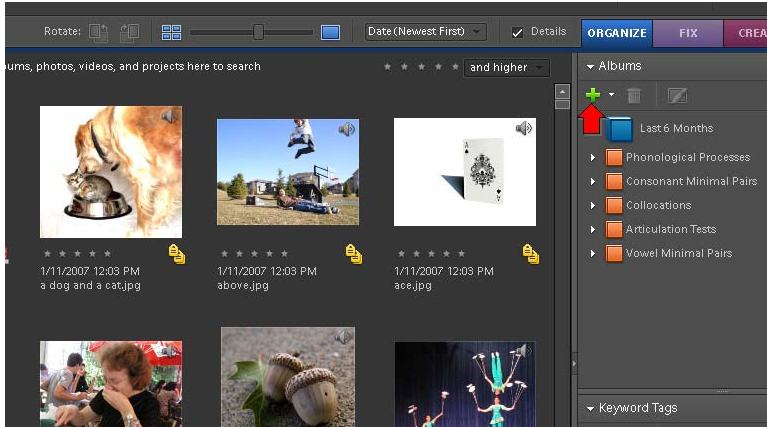 Rotate:
Date (Newest First)
Details
ORGANIZE
FIX
CREA
ums, photos, videos, and projects here to search
and higher
Albums
Last 6 Months
Phonological Processes
Consonant Minimal Pairs
Collocations
Articulation Tests
Vowel Minimal Pairs
A
A
1/11/2007 12:03 PM
a dog and a cat.jpg
1/11/2007 12:03 PM
above.jpg
1/11/2007 12:03 PM
ace.jpg
Keyword Tags